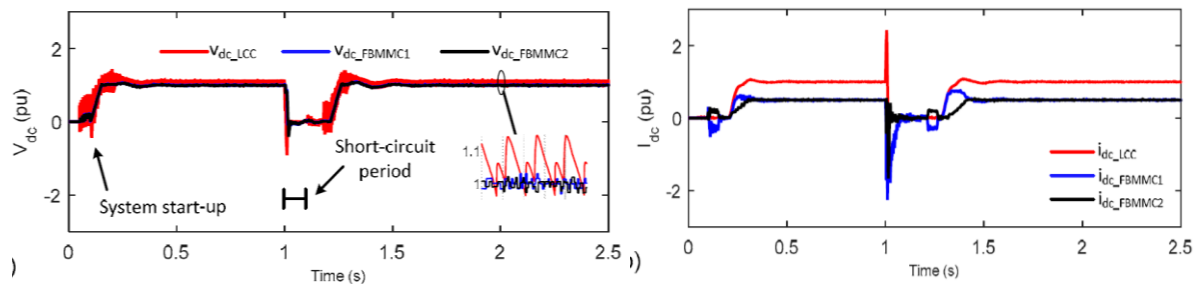 v_dc_LCC v_dc_FBMMC1 v_dc_FBMMC2
2
0
-2
V_dc (pu)
1.1
1
Short-circuit
period
System start-up
0 0.5 1 1.5 2 2.5
Time (s)
)
2
0
-2
I_dc (pu)
i_dc_LCC
i_dc_FBMMC1
i_dc_FBMMC2
0 0.5 1 1.5 2 2.5
Time (s)
)